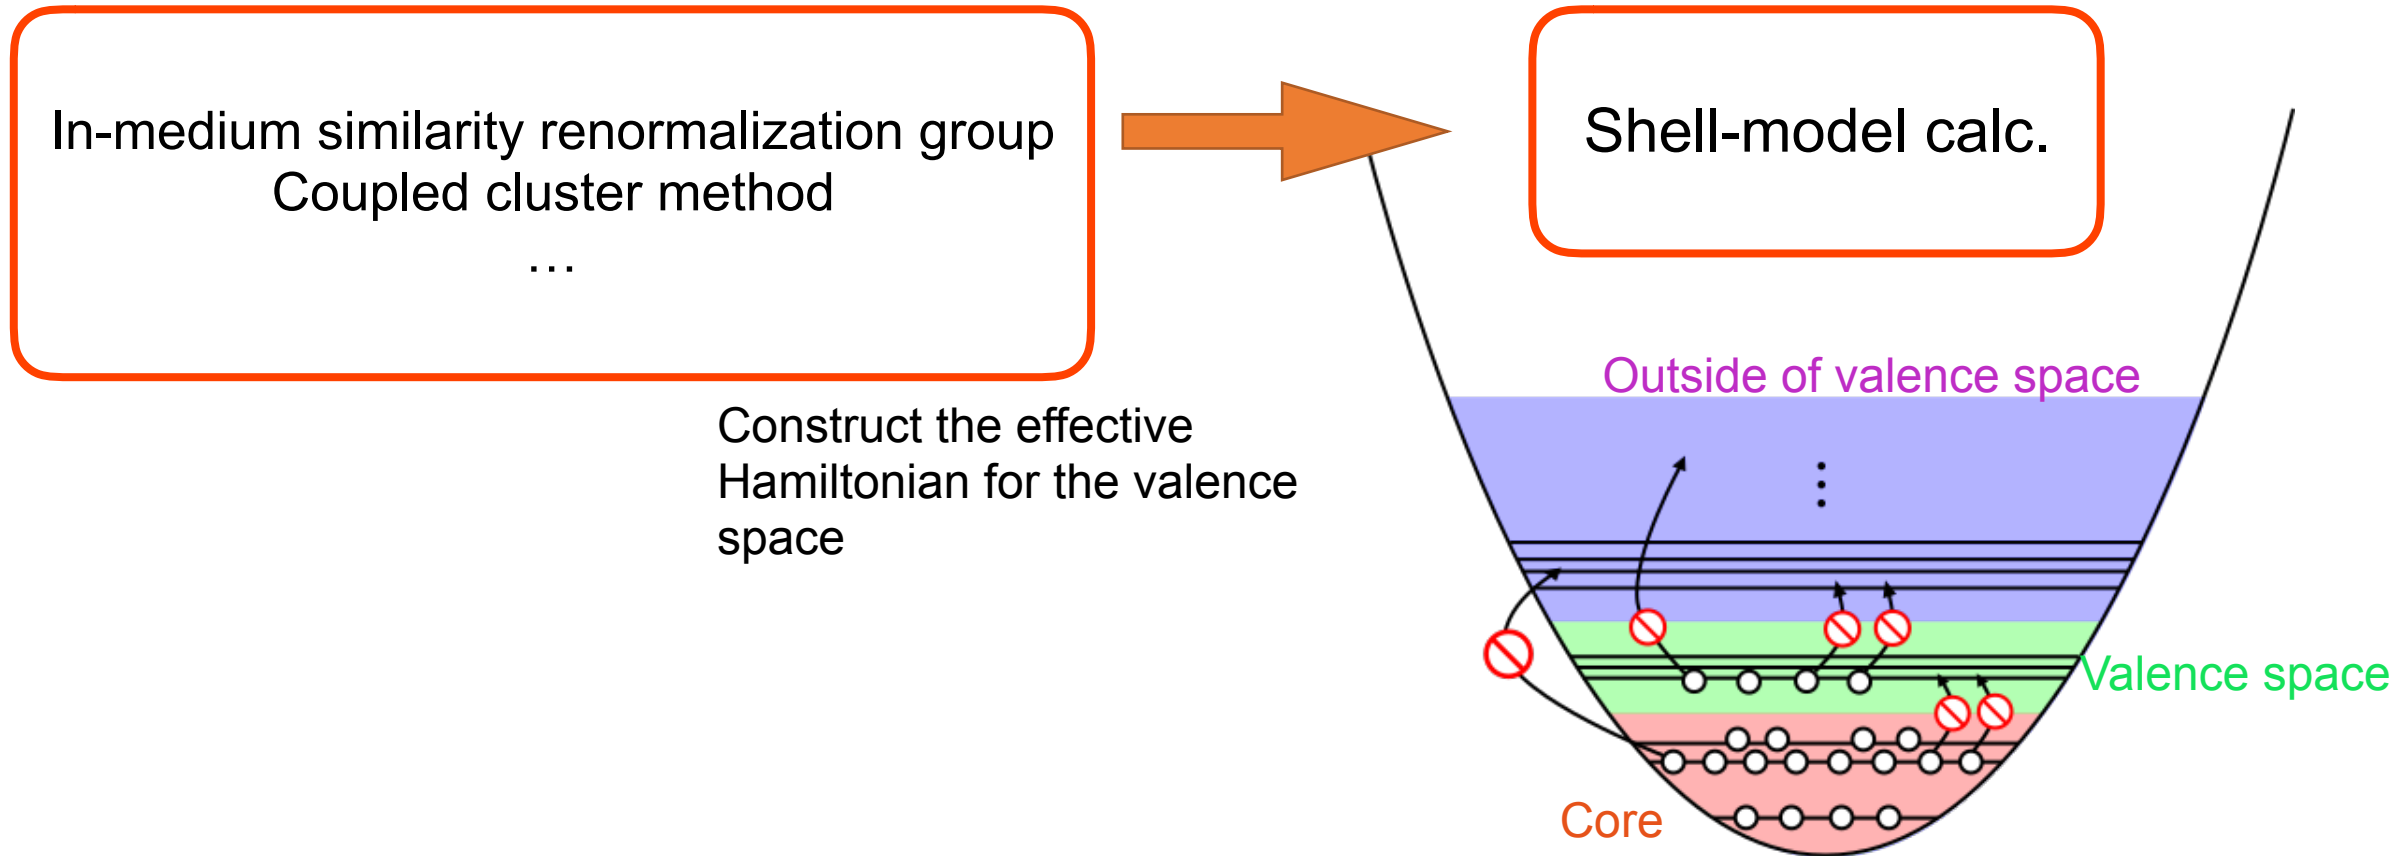 In-medium similarity renormalization group
Coupled cluster method
…
Shell-model calc.
Construct the effective
Hamiltonian for the valence
space
Outside of valence space
Valence space
Core